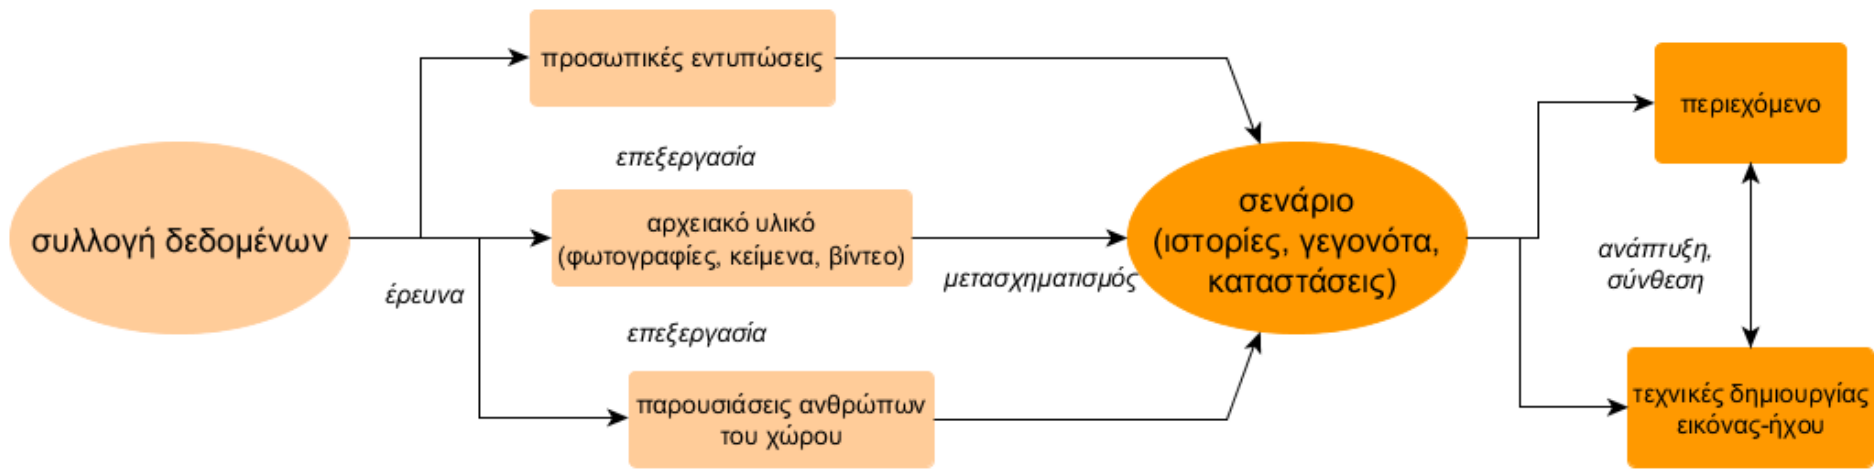 συλλογή δεδομένων
έρευνα
προσωπικές εντυπώσεις
επεξεργασία
αρχειακό υλικό
(φωτογραφίες, κείμενα, βίντεο)
επεξεργασία
παρουσιάσεις ανθρώπων
του χώρου
μετασχηματισμός
σενάριο
(ιστορίες, γεγονότα,
καταστάσεις)
περιεχόμενο
ανάπτυξη,
σύνθεση
τεχνικές δημιουργίας
εικόνας-ήχου